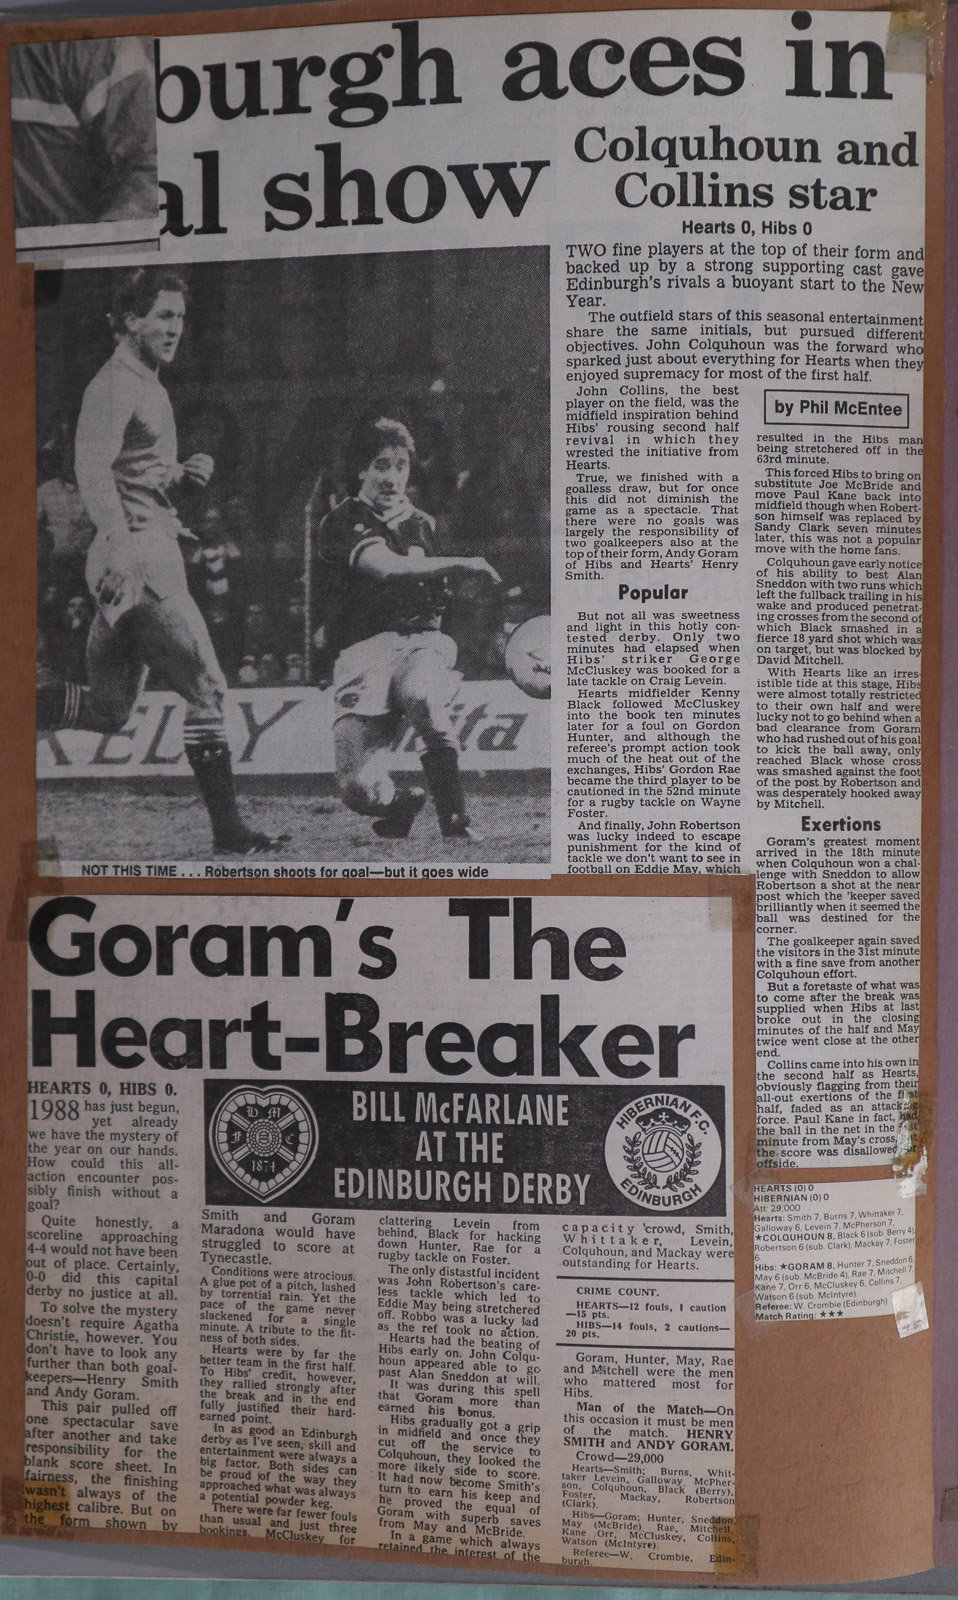 burgh aces in
al show
Colquhoun and
Collins star
Hearts 0, Hibs 0
TWO fine players at the top of their form and
backed up by a strong supporting cast gave
Edinburgh's rivals a buoyant start to the New
Year.
The outfield stars of this seasonal entertainment
share the same initials, but pursued different
objectives. John Colquhoun was the forward who
sparked just about everything for Hearts when they
enjoyed supremacy for most of the first half.
John Collins, the best
player on the field, was the
midfield inspiration behind
Hibs' rousing second half
revival in which they
wrested the initiative from
Hearts.
True, we finished with a
goalless draw, but for once
this did not diminish the
game as a spectacle. That
there were no goals was
largely the responsibility of
two goalkeepers also at the
top of their form, Andy Goram
of Hibs and Hearts' Henry
Smith.
Popular
But not all was sweetness
and light in this hotly con-
tested derby. Only two
minutes had elapsed when
Hibs' striker George
McCluskey was booked for a
late tackle on Craig Levein.
Hearts midfielder Kenny
Black followed McCluskey
into the book ten minutes
later for a foul on Gordon
Hunter, and although the
referee's prompt action took
much of the heat out of the
exchanges, Hibs' Gordon Rae
became the third player to be
cautioned in the 52nd minute
for a rugby tackle on Wayne
Foster.
And finally, John Robertson
was lucky indeed to escape
punishment for the kind of
tackle we don't want to see in
football on Eddie May, which
by Phil McEntee
resulted in the Hibs man
being stretchered off in the
63rd minute.
This forced Hibs to bring on
substitute Joe McBride and
move Paul Kane back into
midfield though when Robert-
son himself was replaced by
Sandy Clark seven minutes
later, this was not a popular
move with the home fans.
Colquhoun gave early notice
of his ability to best Alan
Sneddon with two runs which
left the fullback trailing in his
wake and produced penetrat-
ing crosses from the second of
which Black smashed in a
fierce 18 yard shot which was
on target, but was blocked by
David Mitchell.
With Hearts like an irres-
istible tide at this stage, Hibs
were almost totally restricted
to their own half and were
lucky not to go behind when a
bad clearance from Goram
who had rushed out of his goal
to kick the ball away, only
reached Black whose cross
was smashed against the foot
of the post by Robertson and
was desperately hooked away
by Mitchell.
Exertions
Goram's greatest moment
arrived in the 18th minute
when Colquhoun won a chal-
lenge with Sneddon to allow
Robertson a shot at the near
post which the 'keeper saved
brilliantly when it seemed the
ball was destined for the
corner.
The goalkeeper again saved
the visitors in the 31st minute
with a fine save from another
Colquhoun effort.
But a foretaste of what was
to come after the break was
supplied when Hibs at last
broke out in the closing
minutes of the half and May
twice went close at the other
end.
Collins came into his own in
the second half as Hearts,
obviously flagging from their
all-out exertions of the first
half, faded as an attacking
force. Paul Kane in fact, had
the ball in the net in the
minute from May's cross,
the score was disallowed for
offside.
HEARTS (0) 0
HIBERNIAN (0) 0
Att: 29,000
Hearts: Smith 7, Burns 7, Whittaker 7,
Galloway 6, Levein 7, McPherson 7,
★COLQUHOUN 8, Black 6 (sub. Berry 4),
Robertson 6 (sub. Clark), Mackay 7, Foster
6
Hibs: ★GORAM 8, Hunter 7, Sneddon 6,
May 6 (sub. McBride 4), Rae 7, Mitchell 7,
Kane 7, Orr 6, McCluskey 6, Collins 7,
Watson 6 (sub. McIntyre).
Referee: W. Crombie (Edinburgh)
Match Rating: ★★★
NOT THIS TIME . . . Robertson shoots for goal—but it goes wide
Goram's The
Heart-Breaker
HEARTS 0, HIBS 0.
BILL McFARLANE
AT THE
EDINBURGH DERBY
H M
F C
1874
HIBERNIAN F.C.
EDINBURGH
1988 has just begun,
yet already
we have the mystery of
the year on our hands.
How could this all-
action encounter pos-
sibly finish without a
goal?
Quite honestly, a
scoreline approaching
4-4 would not have been
out of place. Certainly,
0-0 did this capital
derby no justice at all.
To solve the mystery
doesn't require Agatha
Christie, however. You
don't have to look any
further than both goal-
keepers—Henry Smith
and Andy Goram.
This pair pulled off
one spectacular save
after another and take
responsibility for the
blank score sheet. In
fairness, the finishing
wasn't always of the
highest calibre. But on
the form shown by
Smith and Goram
Maradona would have
struggled to score at
Tynecastle.
Conditions were atrocious.
A glue pot of a pitch, lashed
by torrential rain. Yet the
pace of the game never
slackened for a single
minute. A tribute to the fit-
ness of both sides.
Hearts were by far the
better team in the first half.
To Hibs' credit, however,
they rallied strongly after
the break and in the end
fully justified their hard-
earned point.
In as good an Edinburgh
derby as I've seen, skill and
entertainment were always a
big factor. Both sides can
be proud of the way they
approached what was always
a potential powder keg.
There were far fewer fouls
than usual and just three
bookings. McCluskey for
clattering Levein from
behind, Black for hacking
down Hunter, Rae for a
rugby tackle on Foster.
The only distasteful incident
was John Robertson's care-
less tackle which led to
Eddie May being stretchered
off. Robbo was a lucky lad
as the ref took no action.
Hearts had the beating of
Hibs early on. John Colqu-
houn appeared able to go
past Alan Sneddon at will.
It was during this spell
that Goram more than
earned his bonus.
Hibs gradually got a grip
in midfield and once they
cut off the service to
Colquhoun, they looked the
more likely side to score.
It had now become Smith's
turn to earn his keep and
he proved the equal of
Goram with superb saves
from May and McBride.
In a game which always
retained the interest of the
capacity crowd, Smith,
Whittaker, Levein,
Colquhoun, and Mackay were
outstanding for Hearts.
CRIME COUNT.
HEARTS—12 fouls, 1 caution
—15 pts.
HIBS—14 fouls, 2 cautions—
20 pts.
Goram, Hunter, May, Rae
and Mitchell were the men
who mattered most for
Hibs.
Man of the Match—On
this occasion it must be men
of the match. HENRY
SMITH and ANDY GORAM.
Crowd—29,000
Hearts—Smith; Burns, Whit-
taker Levein, Galloway McPher-
son, Colquhoun, Black (Berry),
Foster, Mackay, Robertson
(Clark).
Hibs—Goram; Hunter, Sneddon,
May (McBride) Rae, Mitchell,
Kane Orr, McCluskey, Collins,
Watson (McIntyre).
Referee—W. Crombie, Edin-
burgh.